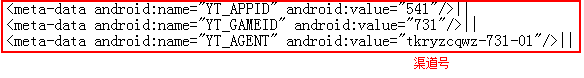 <meta-data android:name="YT_APPID" android:value="541"/>||
<meta-data android:name="YT_GAMEID" android:value="731"/>||
<meta-data android:name="YT_AGENT" android:value="tkryzcqwz-731-01"/>||
渠道号